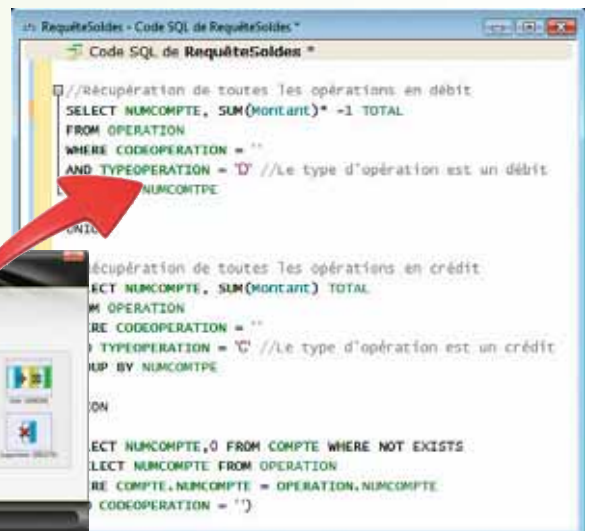 RequêteSoldes - Code SQL de RequêteSoldes *
Code SQL de RequêteSoldes *
//Récupération de toutes les opérations en débit
SELECT NUMCOMPTE, SUM(Montant)* -1 TOTAL
FROM OPERATION
WHERE CODEOPERATION = ''
AND TYPEOPERATION = 'D' //Le type d'opération est un débit
NUMCOMTPE
UNIO
écupération de toutes les opérations en crédit
ECT NUMCOMPTE, SUM(Montant) TOTAL
M OPERATION
RE CODEOPERATION = ''
TYPEOPERATION = 'C' //Le type d'opération est un crédit
UP BY NUMCOMTPE
ION
ECT NUMCOMPTE,0 FROM COMPTE WHERE NOT EXISTS
LECT NUMCOMPTE FROM OPERATION
RE COMPTE.NUMCOMPTE = OPERATION.NUMCOMPTE
CODEOPERATION = '')